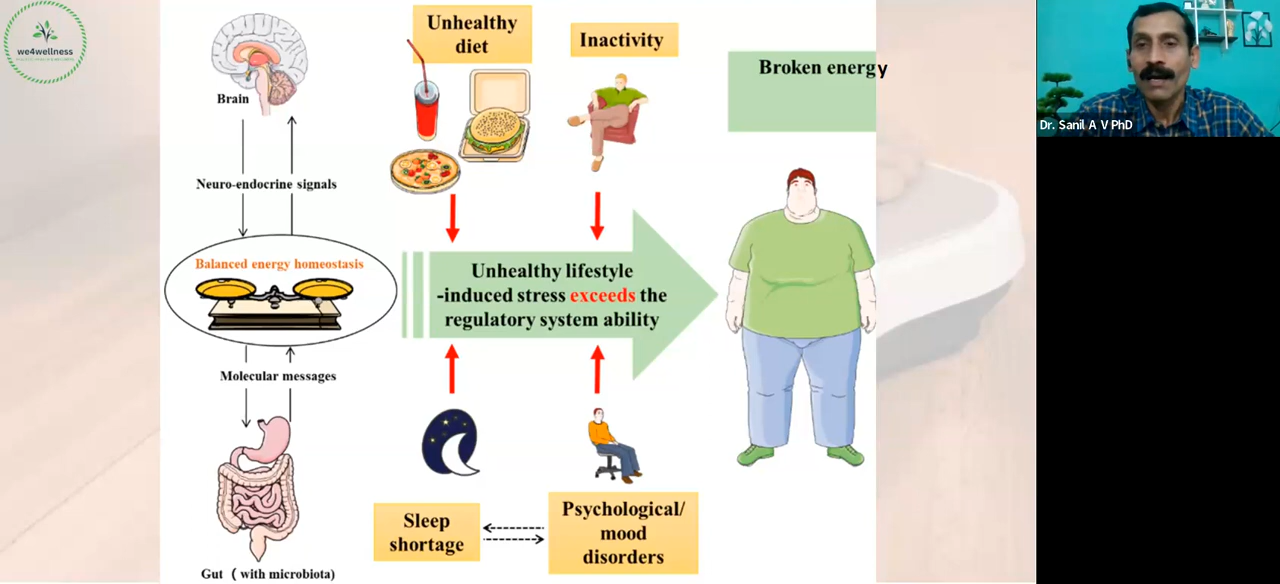 we4wellness
Brain
Neuro-endocrine signals
Balanced energy homeostasis
Molecular messages
Gut ( with microbiota)
Unhealthy
diet
Inactivity
Unhealthy lifestyle
-induced stress exceeds the
regulatory system ability
Sleep
shortage
Psychological/
mood
disorders
Broken energy
Dr. Sanil A V PhD